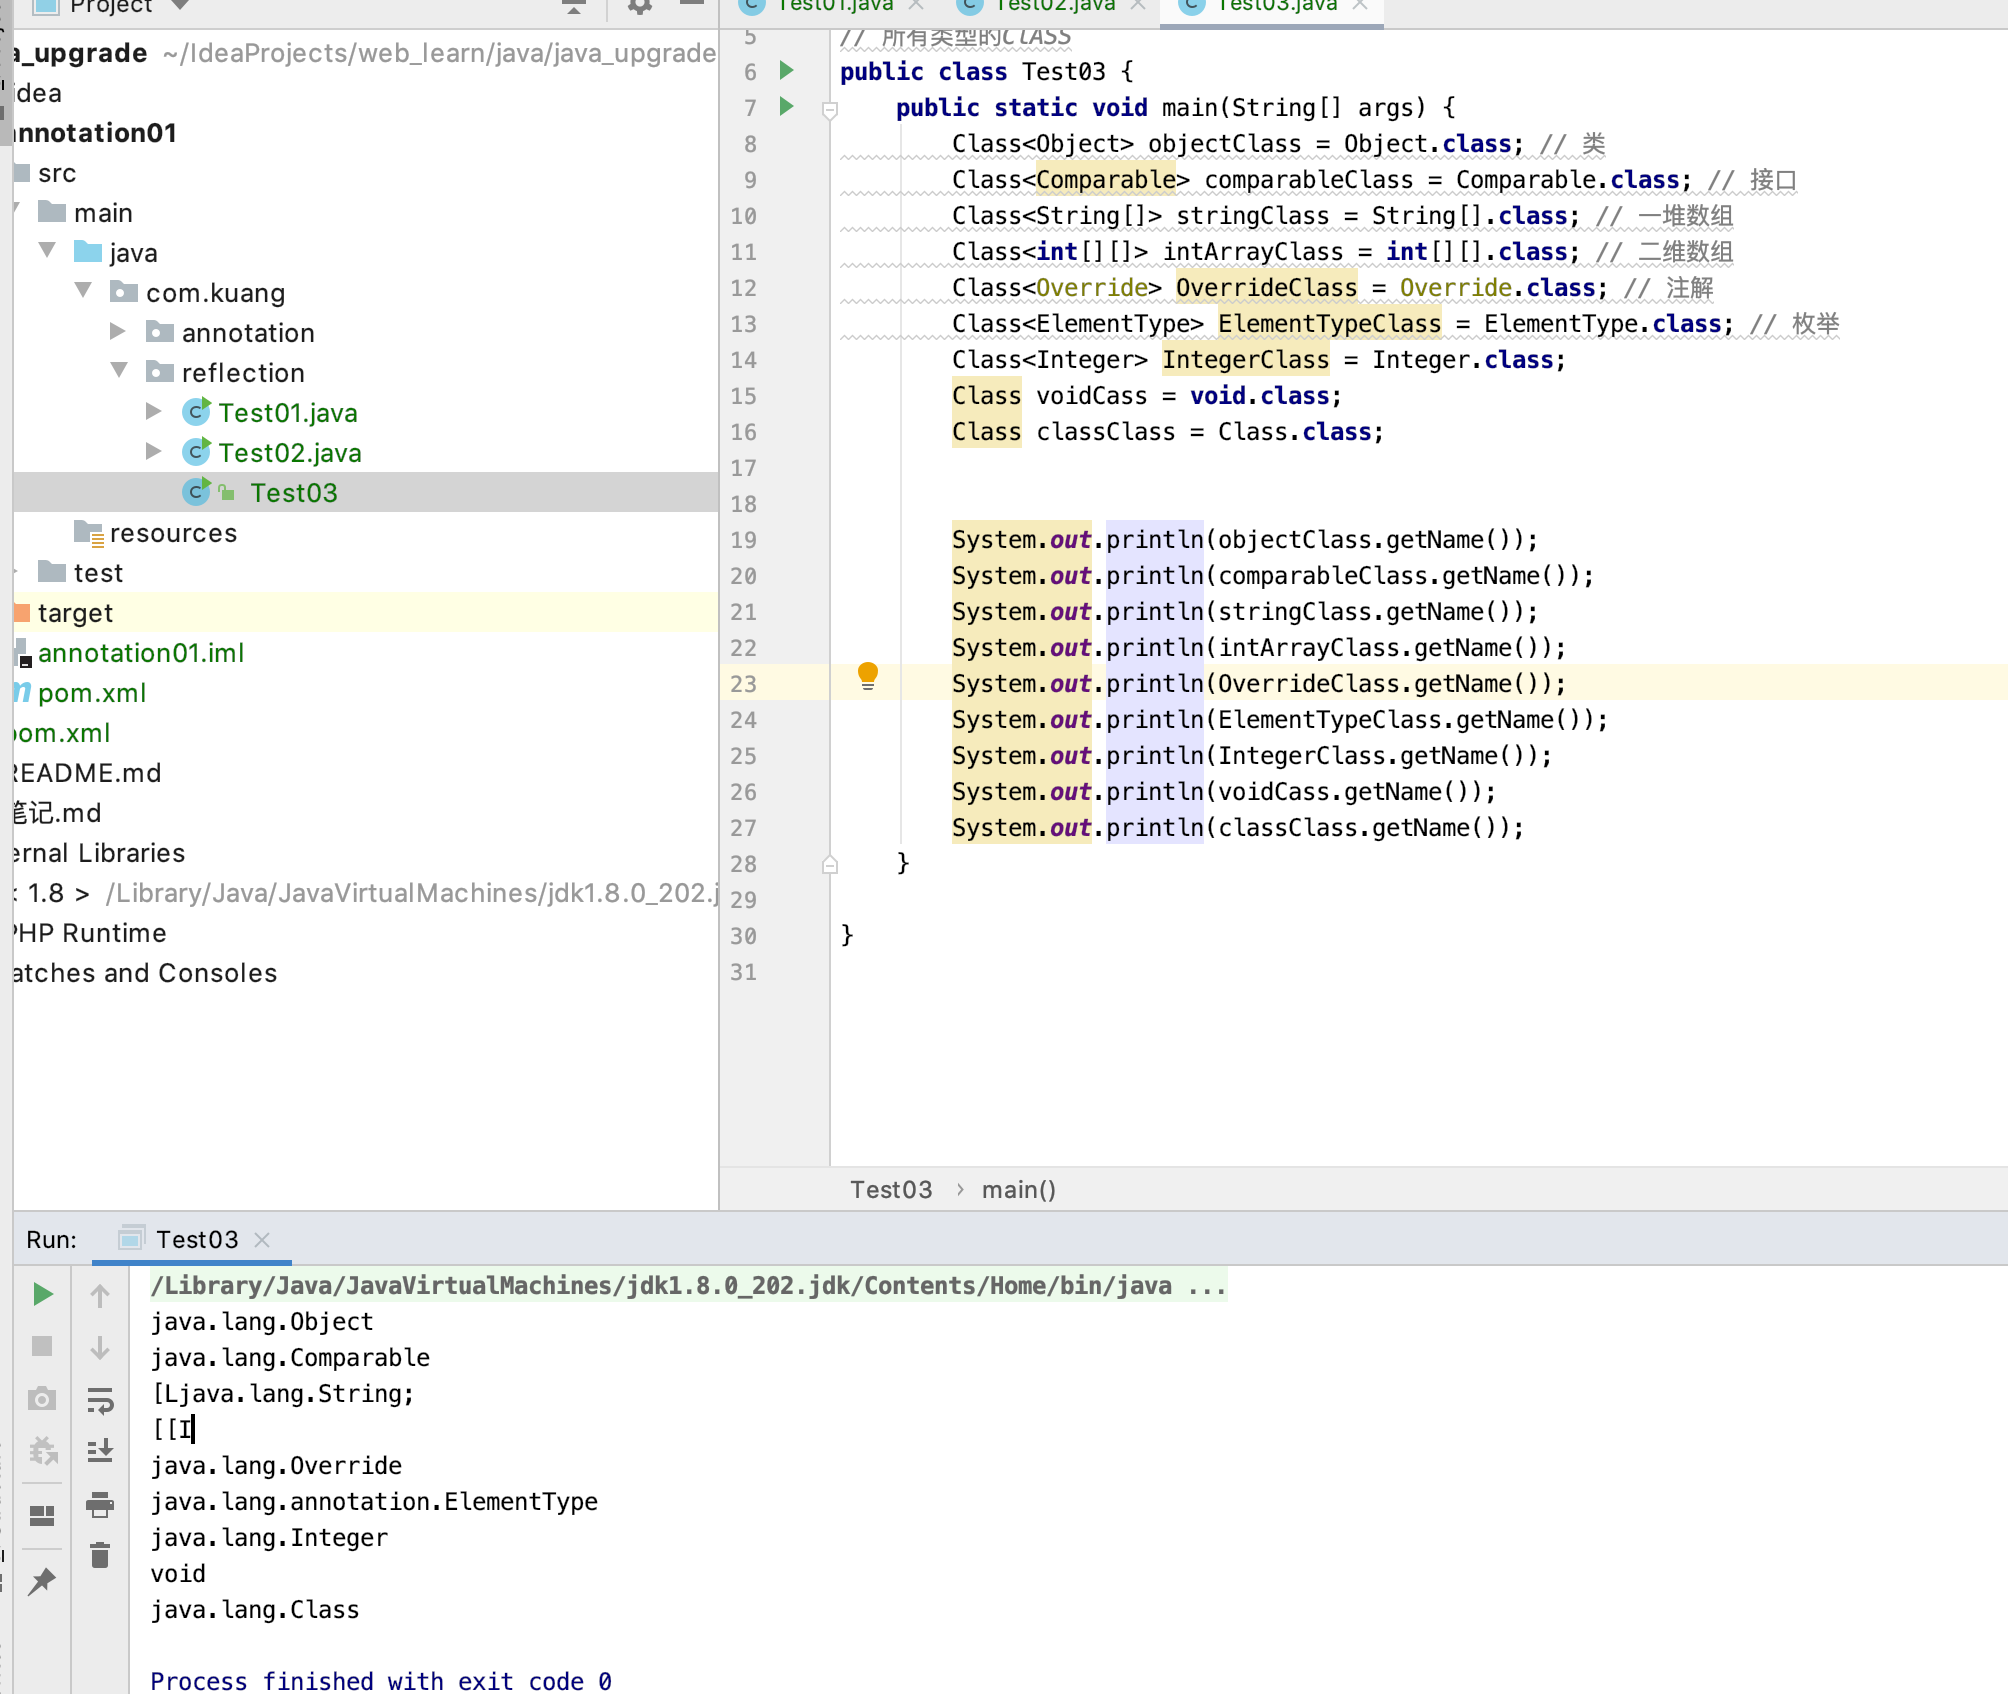 Project
a_upgrade ~/IdeaProjects/web_learn/java/java_upgrade
idea
annotation01
src
main
java
com.kuang
annotation
reflection
Test01.java
Test02.java
Test03
resources
test
target
annotation01.iml
pom.xml
pom.xml
README.md
笔记.md
ernal Libraries
< 1.8 > /Library/Java/JavaVirtualMachines/jdk1.8.0_202.j
PHP Runtime
atches and Consoles
Test01.java Test02.java Test03.java
5 // 所有类型的CLASS
6 public class Test03 {
7 public static void main(String[] args) {
8 Class<Object> objectClass = Object.class; // 类
9 Class<Comparable> comparableClass = Comparable.class; // 接口
10 Class<String[]> stringClass = String[].class; // 一堆数组
11 Class<int[][]> intArrayClass = int[][].class; // 二维数组
12 Class<Override> OverrideClass = Override.class; // 注解
13 Class<ElementType> ElementTypeClass = ElementType.class; // 枚举
14 Class<Integer> IntegerClass = Integer.class;
15 Class voidCass = void.class;
16 Class classClass = Class.class;
17
18
19 System.out.println(objectClass.getName());
20 System.out.println(comparableClass.getName());
21 System.out.println(stringClass.getName());
22 System.out.println(intArrayClass.getName());
23 System.out.println(OverrideClass.getName());
24 System.out.println(ElementTypeClass.getName());
25 System.out.println(IntegerClass.getName());
26 System.out.println(voidCass.getName());
27 System.out.println(classClass.getName());
28 }
29
30 }
31
Test03 › main()
Run: Test03
/Library/Java/JavaVirtualMachines/jdk1.8.0_202.jdk/Contents/Home/bin/java ...
java.lang.Object
java.lang.Comparable
[Ljava.lang.String;
[[I
java.lang.Override
java.lang.annotation.ElementType
java.lang.Integer
void
java.lang.Class
Process finished with exit code 0